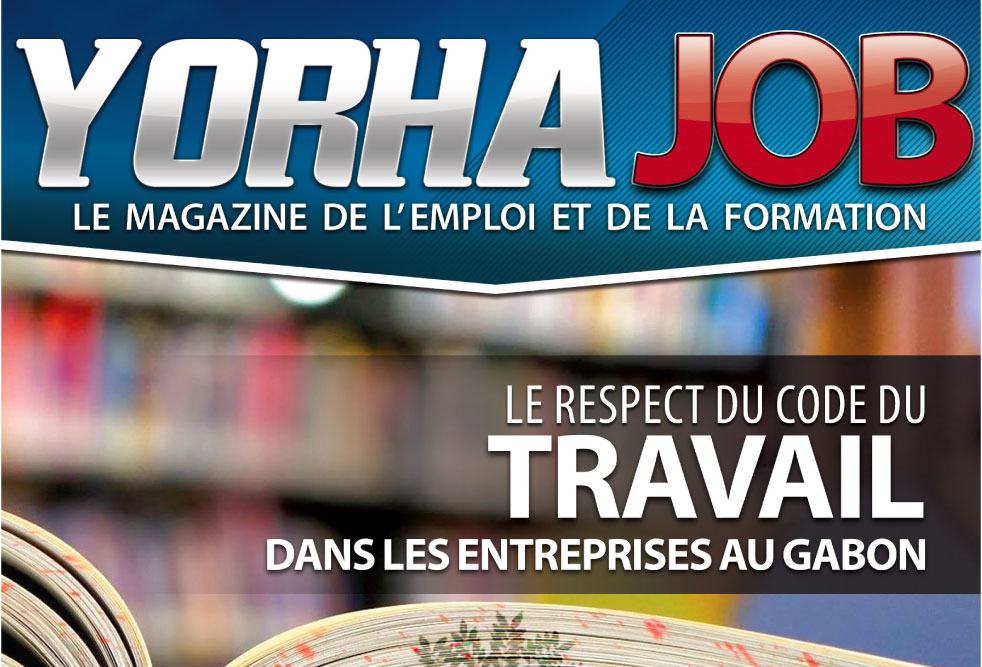 YORHA JOB
LE MAGAZINE DE L'EMPLOI ET DE LA FORMATION
LE RESPECT DU CODE DU
TRAVAIL
DANS LES ENTREPRISES AU GABON